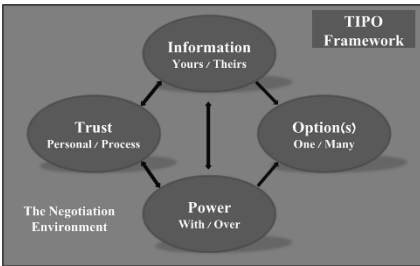 TIPO
Framework
Information
Yours / Theirs
Trust
Personal / Process
Option(s)
One / Many
Power
With / Over
The Negotiation
Environment